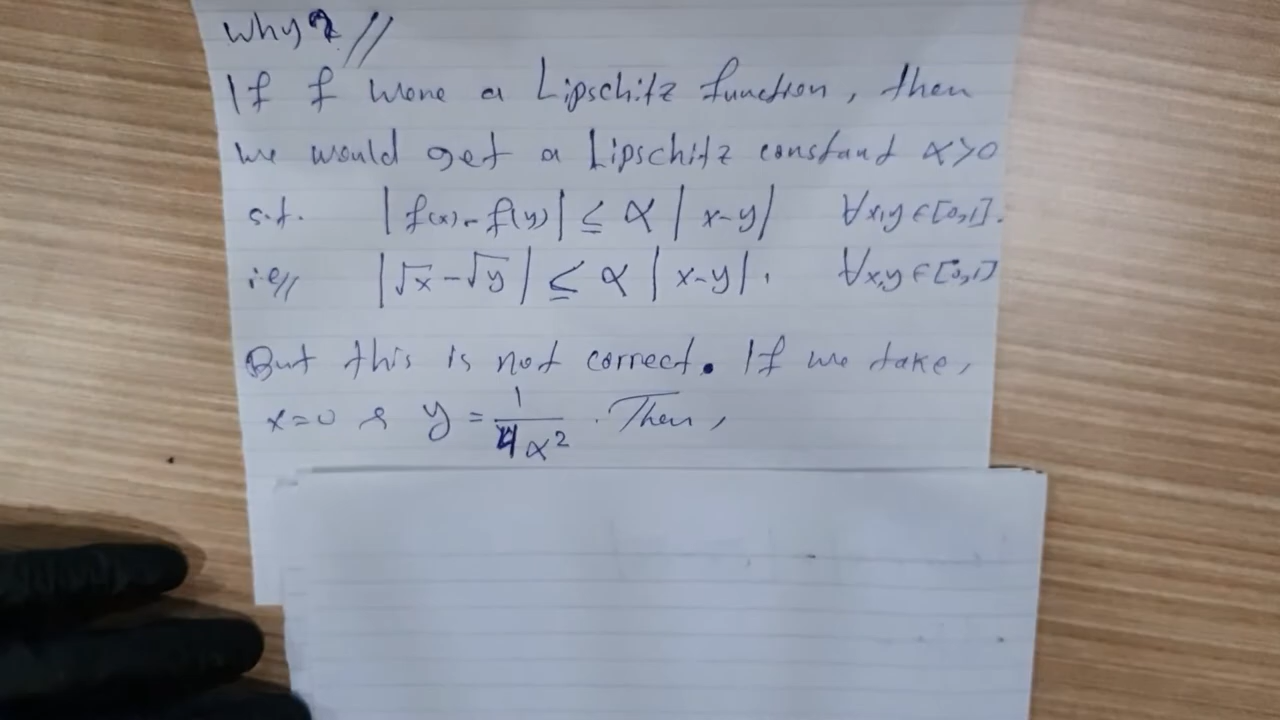 Why?//
If f were a Lipschitz function, then
we would get a Lipschitz constant α>0
s.t. |f(x) - f(y)| ≤ α |x-y| ∀x,y∈[0,1].
i.e// |√x - √y| ≤ α |x-y|. ∀x,y∈[0,1]
But this is not correct. If we take,
x=0 & y = 1/4α². Then,